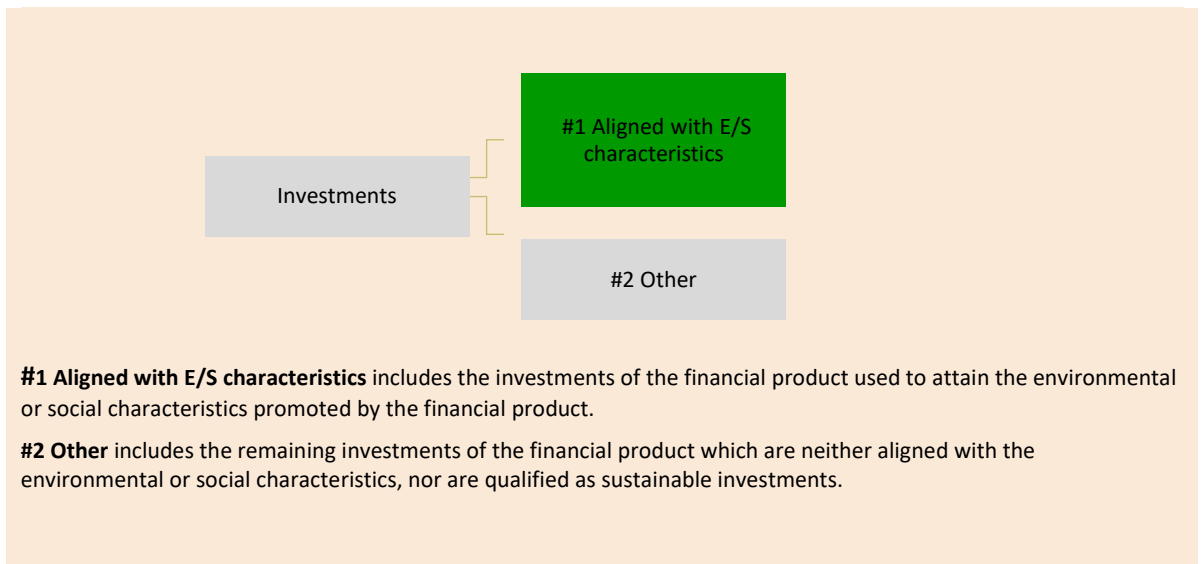 #1 Aligned with E/S
characteristics
Investments
#2 Other
#1 Aligned with E/S characteristics includes the investments of the financial product used to attain the environmental
or social characteristics promoted by the financial product.
#2 Other includes the remaining investments of the financial product which are neither aligned with the
environmental or social characteristics, nor are qualified as sustainable investments.